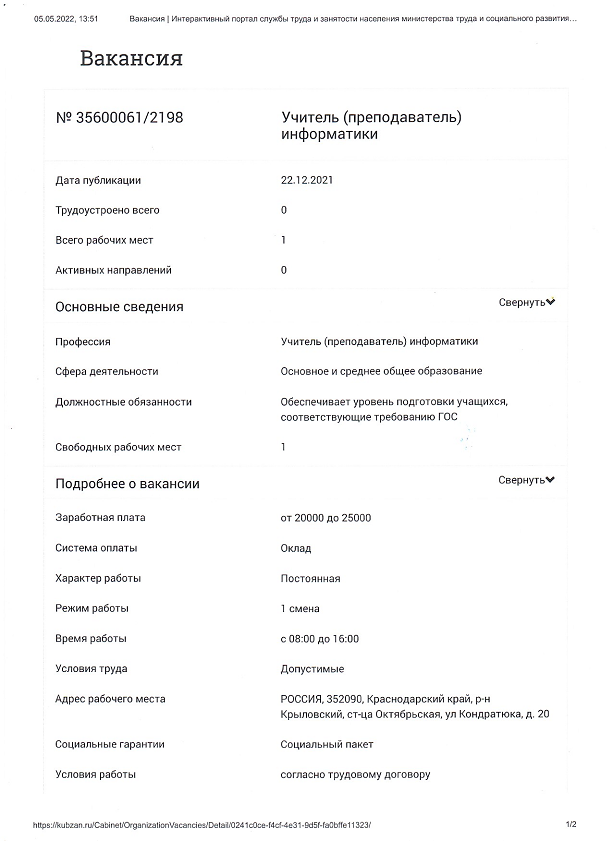 05.05.2022, 13:51 Вакансия | Интерактивный портал службы труда и занятости населения министерства труда и социального развития…
Вакансия
№ 35600061/2198 Учитель (преподаватель)
информатики
Дата публикации 22.12.2021
Трудоустроено всего 0
Всего рабочих мест 1
Активных направлений 0
Основные сведения Свернуть
Профессия Учитель (преподаватель) информатики
Сфера деятельности Основное и среднее общее образование
Должностные обязанности Обеспечивает уровень подготовки учащихся,
соответствующие требованию ГОС
Свободных рабочих мест 1
Подробнее о вакансии Свернуть
Заработная плата от 20000 до 25000
Система оплаты Оклад
Характер работы Постоянная
Режим работы 1 смена
Время работы с 08:00 до 16:00
Условия труда Допустимые
Адрес рабочего места РОССИЯ, 352090, Краснодарский край, р-н
Крыловский, ст-ца Октябрьская, ул Кондратюка, д. 20
Социальные гарантии Социальный пакет
Условия работы согласно трудовому договору
https://kubzan.ru/Cabinet/OrganizationVacancies/Detail/0241c0ce-f4cf-4e31-9d5f-fa0bffe11323/ 1/2